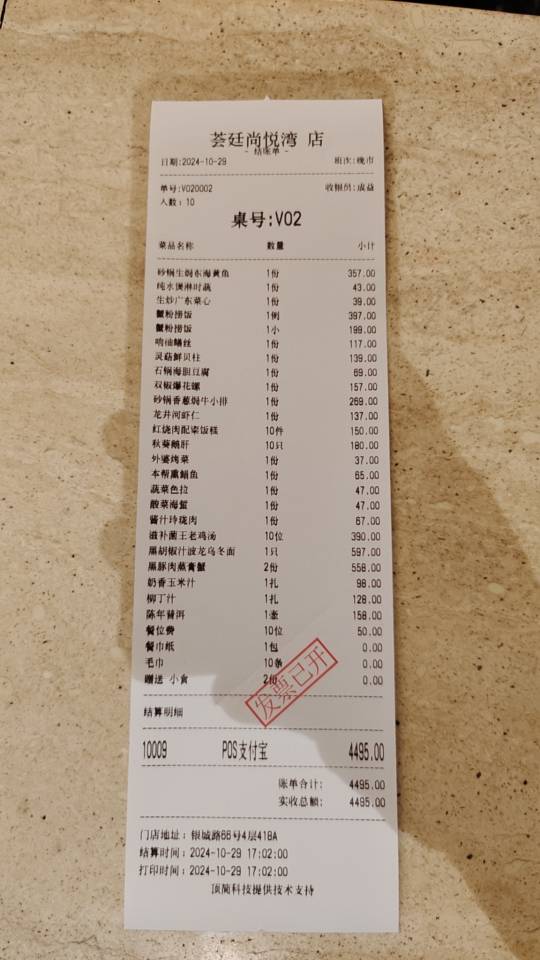 荟廷尚悦湾 店
- 结账单 -
日期:2024-10-29 班次:晚市
单号:V020002 收银员:成益
人数: 10
桌号:V02
菜品名称 数量 小计
砂锅生焗东海黄鱼 1份 357.00
纯水煲淋时蔬 1份 43.00
生炒广东菜心 1份 39.00
蟹粉捞饭 1例 397.00
蟹粉捞饭 1小 199.00
响油鳝丝 1份 117.00
灵菇鲜贝柱 1份 139.00
石锅海胆豆腐 1份 69.00
双椒爆花螺 1份 157.00
砂锅香葱焗牛小排 1份 269.00
龙井河虾仁 1份 137.00
红烧肉配枣饭糕 10件 150.00
秋葵鹅肝 10只 180.00
外婆烤菜 1份 37.00
本帮熏鲳鱼 1份 65.00
蔬菜色拉 1份 47.00
酸菜海蜇 1份 47.00
酱汁玲珑肉 1份 67.00
滋补菌王老鸡汤 10位 390.00
黑胡椒汁波龙乌冬面 1只 597.00
黑豚肉蒸膏蟹 2份 558.00
奶香玉米汁 1扎 98.00
柳丁汁 1扎 128.00
陈年普洱 1壶 158.00
餐位费 10位 50.00
餐巾纸 1包 0.00
毛巾 10条 0.00
赠送 小食 2份 0.00
发票已开
结算明细
10009 POS支付宝 4495.00
账单合计: 4495.00
实收总额: 4495.00
门店地址: 银城路66号4层418A
结算时间: 2024-10-29 17:02:00
打印时间: 2024-10-29 17:02:00
顶简科技提供技术支持